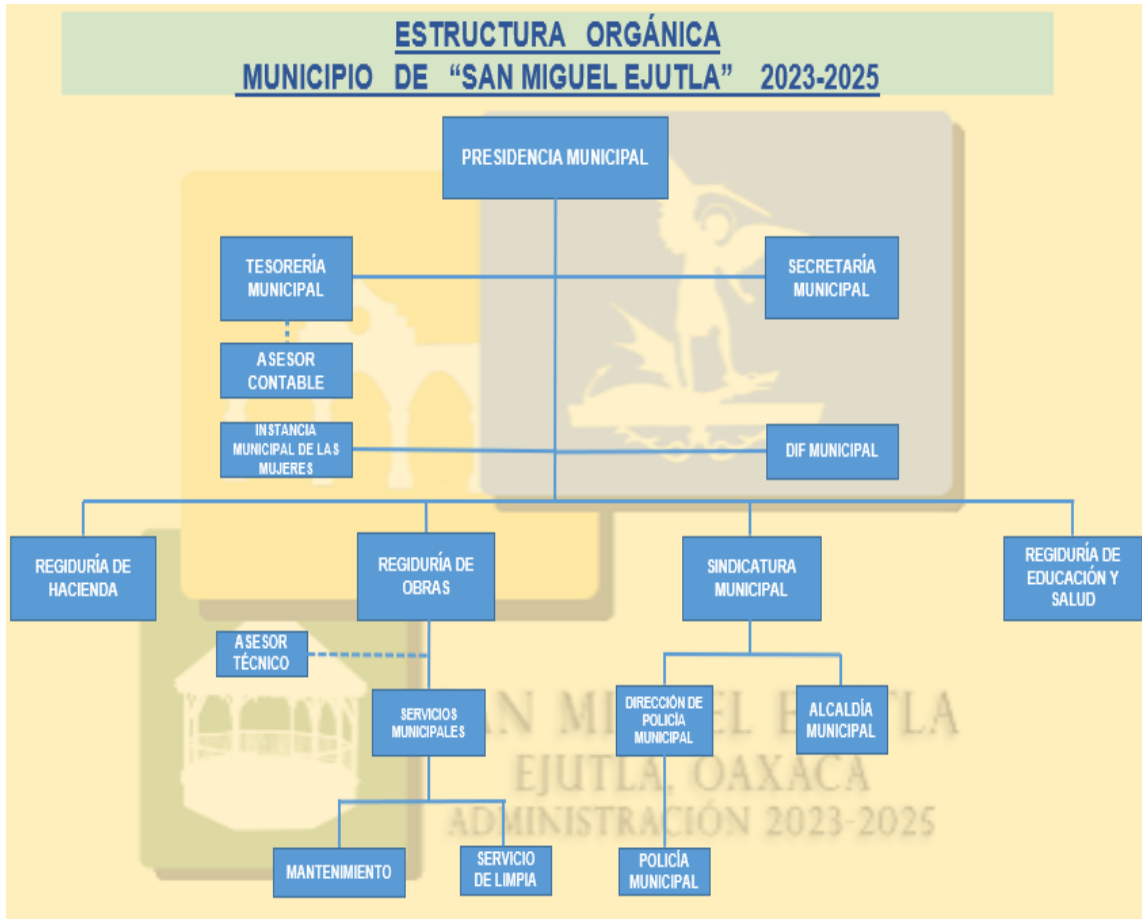 ESTRUCTURA ORGÁNICA
MUNICIPIO DE “SAN MIGUEL EJUTLA” 2023-2025
PRESIDENCIA MUNICIPAL
TESORERÍA
MUNICIPAL
SECRETARÍA
MUNICIPAL
ASESOR
CONTABLE
INSTANCIA
MUNICIPAL DE LAS
MUJERES
DIF MUNICIPAL
REGIDURÍA DE
HACIENDA
REGIDURÍA DE
OBRAS
SINDICATURA
MUNICIPAL
REGIDURÍA DE
EDUCACIÓN Y
SALUD
ASESOR
TÉCNICO
SERVICIOS
MUNICIPALES
DIRECCIÓN DE
POLICÍA
MUNICIPAL
ALCALDÍA
MUNICIPAL
EJUTLA, OAXACA
ADMINISTRACIÓN 2023-2025
MANTENIMIENTO
SERVICIO
DE LIMPIA
POLICÍA
MUNICIPAL